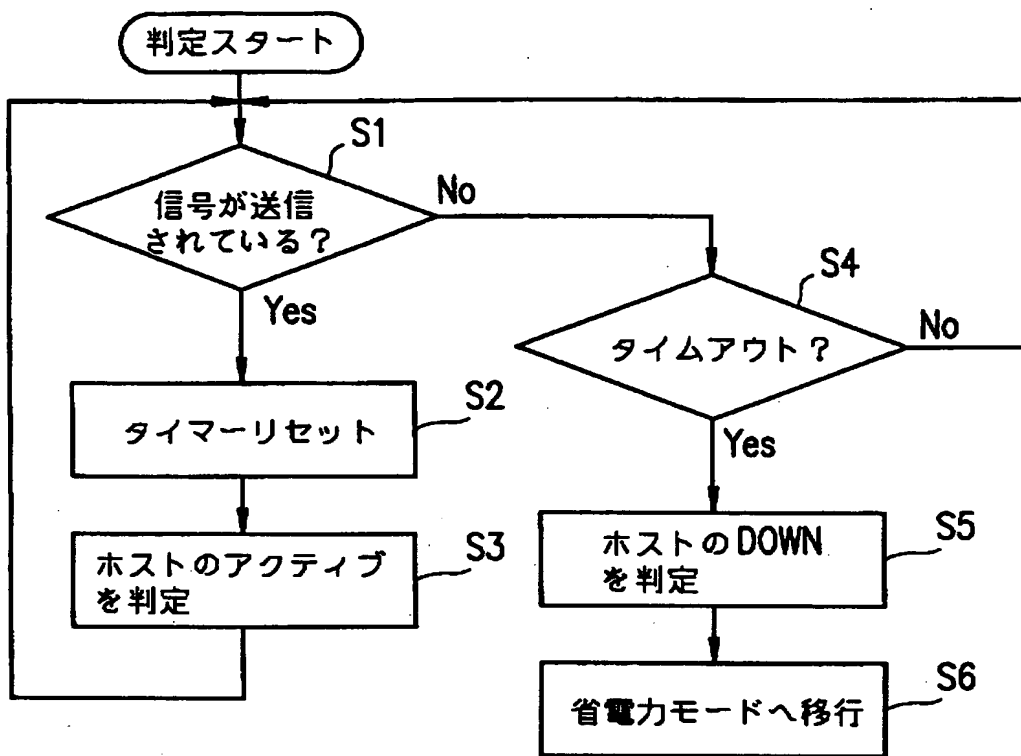 判定スタート
S1
信号が送信
されている?
No
Yes
S4
タイムアウト?
No
Yes
S2
タイマーリセット
S3
ホストのアクティブ
を判定
S5
ホストのDOWN
を判定
S6
省電力モードへ移行